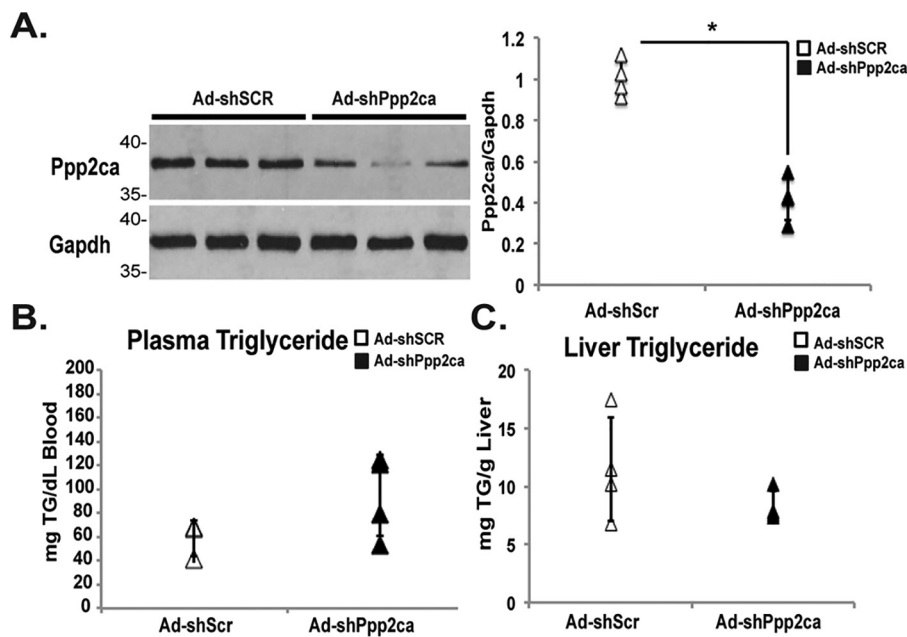 A.
Ad-shSCR Ad-shPpp2ca
Ppp2ca
40-
35-
Gapdh
40-
35-
*
Ad-shSCR
Ad-shPpp2ca
Ppp2ca/Gapdh
1.2
1
0.8
0.6
0.4
0.2
0
Ad-shScr Ad-shPpp2ca
B.
Plasma Triglyceride
Ad-shSCR
Ad-shPpp2ca
mg TG/dL Blood
200
180
160
140
120
100
80
60
40
20
0
Ad-shScr Ad-shPpp2ca
C.
Liver Triglyceride
Ad-shSCR
Ad-shPpp2ca
mg TG/g Liver
20
15
10
5
0
Ad-shScr Ad-shPpp2ca